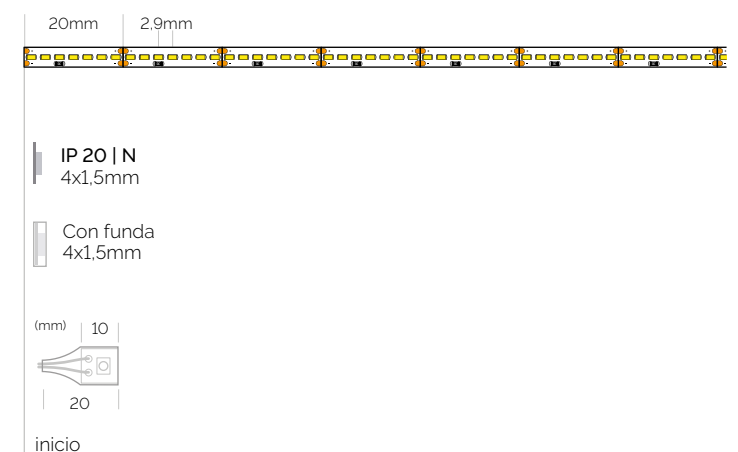 20mm 2,9mm
IP 20 | N
4x1,5mm
Con funda
4x1,5mm
(mm) 10
20
inicio